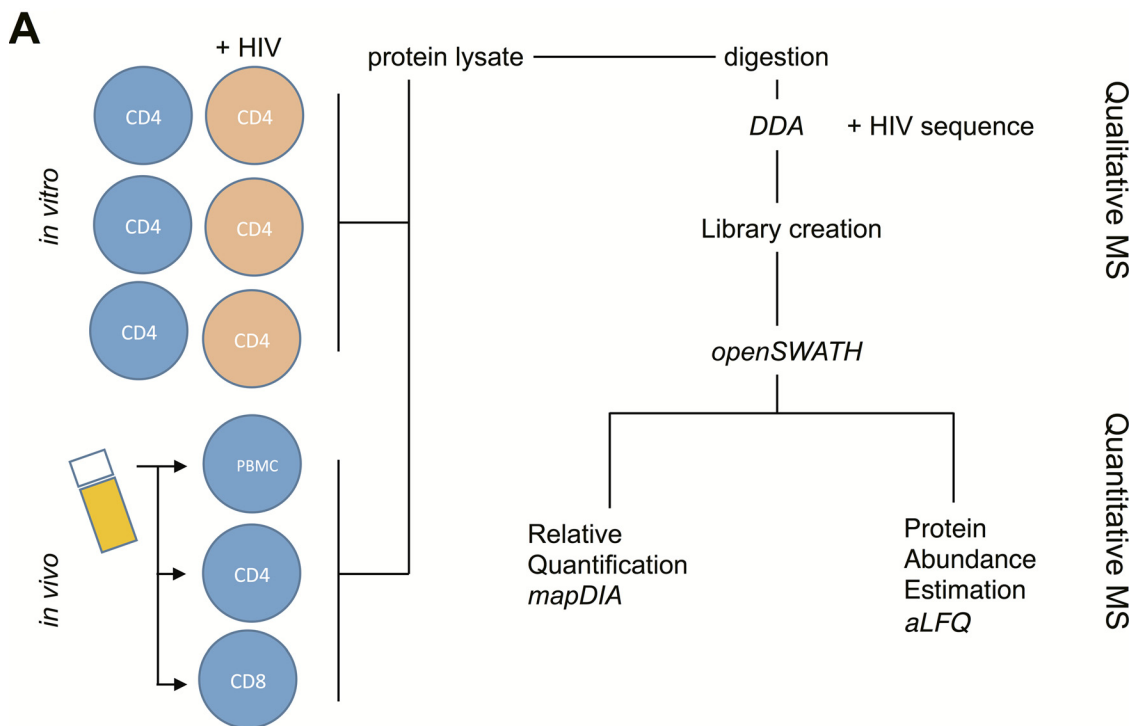 A
+ HIV
CD4
CD4
CD4
CD4
CD4
CD4
in vitro
PBMC
CD4
CD8
in vivo
protein lysate
digestion
DDA
+ HIV sequence
Library creation
openSWATH
Relative
Quantification
mapDIA
Protein
Abundance
Estimation
aLFQ
Qualitative MS
Quantitative MS